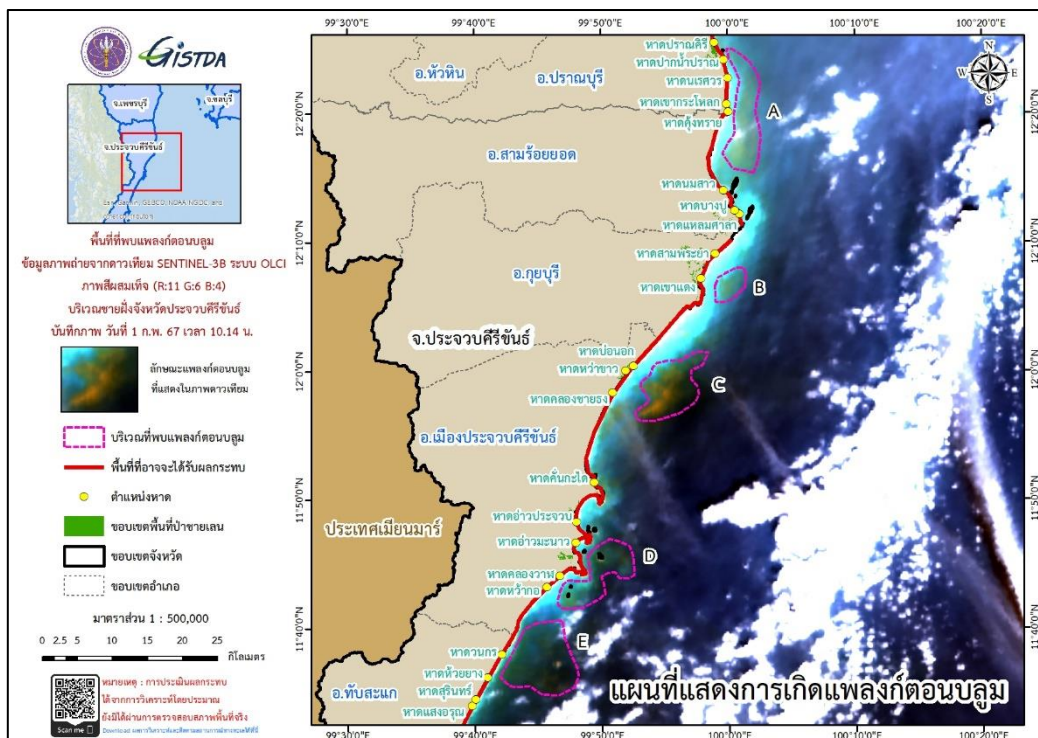 GISTDA
จ.เพชรบุรี
จ.ชลบุรี
จ.ประจวบคีรีขันธ์
พื้นที่ที่พบแพลงก์ตอนบลูม
ข้อมูลภาพถ่ายจากดาวเทียม SENTINEL-3B ระบบ OLCI
ภาพสีผสมเท็จ (R:11 G:6 B:4)
บริเวณชายฝั่งจังหวัดประจวบคีรีขันธ์
บันทึกภาพ วันที่ 1 ก.พ. 67 เวลา 10.14 น.
ลักษณะแพลงก์ตอนบลูม
ที่แสดงในภาพดาวเทียม
บริเวณที่พบแพลงก์ตอนบลูม
พื้นที่ที่อาจจะได้รับผลกระทบ
ตำแหน่งหาด
ขอบเขตพื้นที่ป่าชายเลน
ขอบเขตจังหวัด
ขอบเขตอำเภอ
มาตราส่วน 1 : 500,000
0 2.5 5 10 15 20 25
กิโลเมตร
Scan me
หมายเหตุ : การประเมินผลกระทบ
ได้จากการวิเคราะห์โดยประมาณ
ยังมิได้ผ่านการตรวจสอบสภาพพื้นที่จริง
99°30'0"E 99°40'0"E 99°50'0"E 100°0'0"E 100°10'0"E 100°20'0"E
N
W E
S
หาดปราณคีรี
หาดปากน้ำปราณ
หาดนเรศวร
หาดเขากะโหลก
หาดคุ้งทราย
A
อ.หัวหิน
อ.ปราณบุรี
12°20'0"N 12°20'0"N
อ.สามร้อยยอด
หาดนมสาว
หาดบางปู
หาดแหลมศาลา
12°10'0"N 12°10'0"N
หาดสามพระยา
อ.กุยบุรี
หาดเขาแดง
B
จ.ประจวบคีรีขันธ์
หาดบ่อนอก
หาดหว่าขาว
12°0'0"N 12°0'0"N
C
หาดคลองชายธง
อ.เมืองประจวบคีรีขันธ์
หาดคั่นกะได
11°50'0"N 11°50'0"N
หาดอ่าวประจวบ
ประเทศเมียนมาร์
หาดอ่าวมะนาว
D
หาดคลองวาฬ
หาดหว้ากอ
11°40'0"N 11°40'0"N
E
หาดวนกร
หาดห้วยยาง
อ.ทับสะแก
หาดสุรินทร์
หาดแสงอรุณ
แผนที่แสดงการเกิดแพลงก์ตอนบลูม
99°30'0"E 99°40'0"E 99°50'0"E 100°0'0"E 100°10'0"E 100°20'0"E